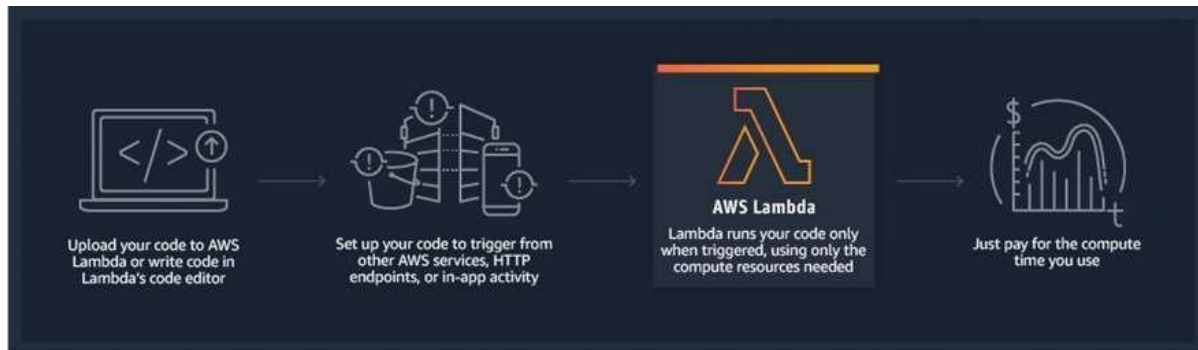 </>
Upload your code to AWS
Lambda or write code in
Lambda's code editor
Set up your code to trigger from
other AWS services, HTTP
endpoints, or in-app activity
AWS Lambda
Lambda runs your code only
when triggered, using only the
compute resources needed
$
t
Just pay for the compute
time you use